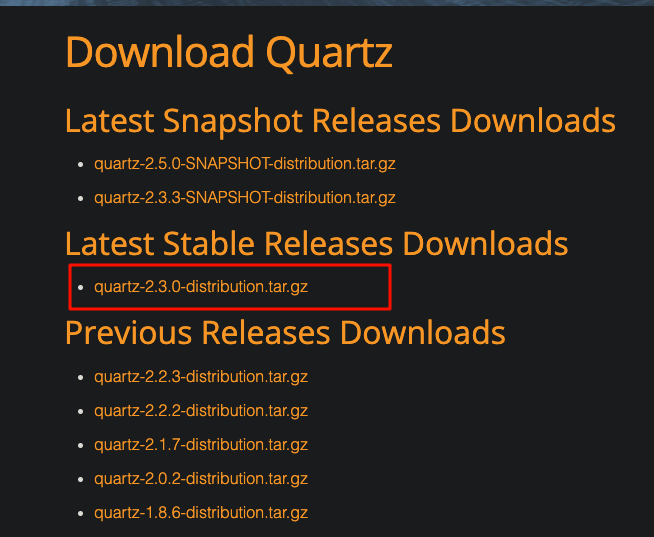 Download Quartz
Latest Snapshot Releases Downloads
quartz-2.5.0-SNAPSHOT-distribution.tar.gz
quartz-2.3.3-SNAPSHOT-distribution.tar.gz
Latest Stable Releases Downloads
quartz-2.3.0-distribution.tar.gz
Previous Releases Downloads
quartz-2.2.3-distribution.tar.gz
quartz-2.2.2-distribution.tar.gz
quartz-2.1.7-distribution.tar.gz
quartz-2.0.2-distribution.tar.gz
quartz-1.8.6-distribution.tar.gz